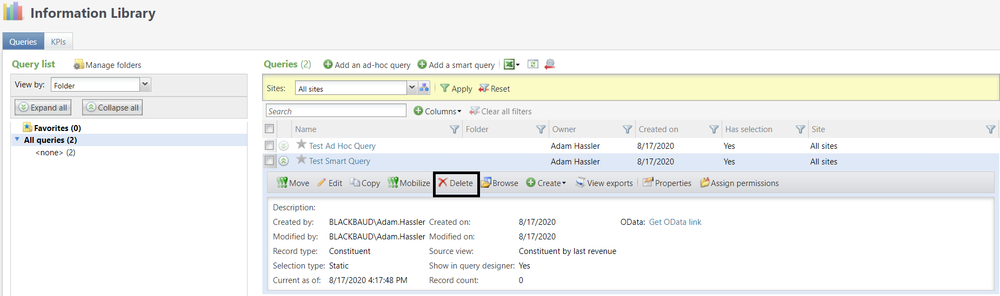 Information Library
Queries KPIs
Query list Manage folders
View by: Folder
Expand all Collapse all
Favorites (0)
All queries (2)
<none> (2)
Queries (2) Add an ad-hoc query Add a smart query
Sites: All sites Apply Reset
Search Columns Clear all filters
Name Folder Owner Created on Has selection Site
Test Ad Hoc Query Adam Hassler 8/17/2020 Yes All sites
Test Smart Query Adam Hassler 8/17/2020 Yes All sites
Move Edit Copy Mobilize Delete Browse Create View exports Properties Assign permissions
Description:
Created by: BLACKBAUD\Adam.Hassler Created on: 8/17/2020 OData: Get OData link
Modified by: BLACKBAUD\Adam.Hassler Modified on: 8/17/2020
Record type: Constituent Source view: Constituent by last revenue
Selection type: Static Show in query designer: Yes
Current as of: 8/17/2020 4:17:48 PM Record count: 0